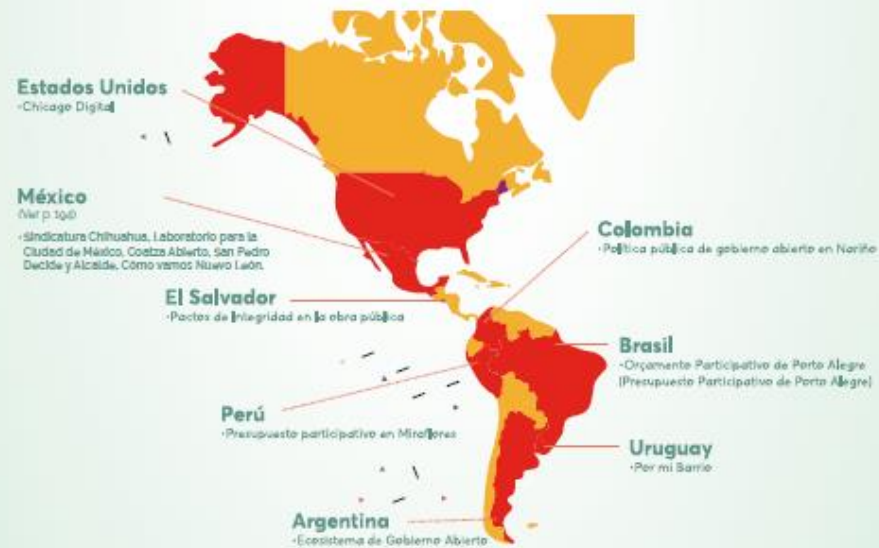 Estados Unidos
•Chicago Digital
México
(Ver p. 194)
•Sindicatura Chihuahua, Laboratorio para la
Ciudad de México, Coatza Abierto, San Pedro
Decide y Alcalde, Cómo vamos Nuevo León.
El Salvador
•Pactos de Integridad en la obra pública
Perú
•Presupuesto participativo en Miraflores
Argentina
•Ecosistema de Gobierno Abierto
Colombia
•Política pública de gobierno abierto en Nariño
Brasil
•Orçamento Participativo de Porto Alegre
(Presupuesto Participativo de Porto Alegre)
Uruguay
•Por mi Barrio